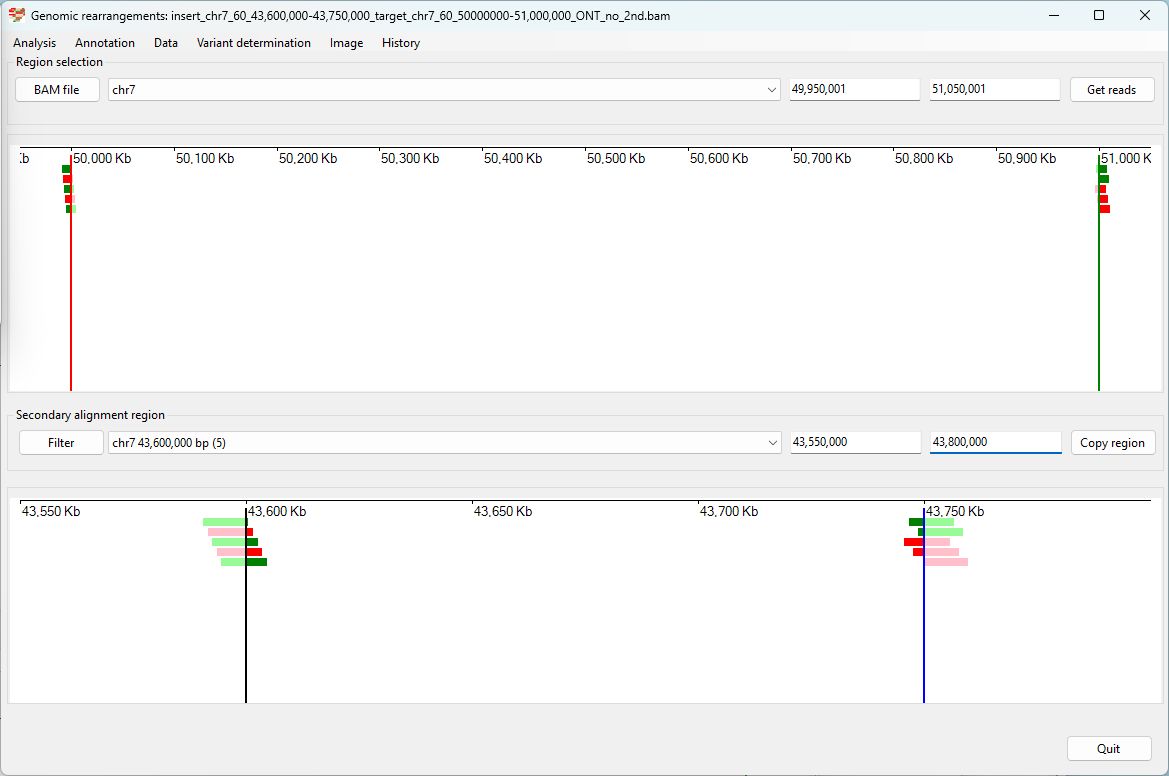 Genomic rearrangements: insert_chr7_60_43,600,000-43,750,000_target_chr7_60_50000000-51,000,000_ONT_no_2nd.bam
Analysis Annotation Data Variant determination Image History
Region selection
BAM file chr7 49,950,001 51,050,001 Get reads
:b 50,000 Kb 50,100 Kb 50,200 Kb 50,300 Kb 50,400 Kb 50,500 Kb 50,600 Kb 50,700 Kb 50,800 Kb 50,900 Kb 51,000 K
Secondary alignment region
Filter chr7 43,600,000 bp (5) 43,550,000 43,800,000 Copy region
43,550 Kb 43,600 Kb 43,650 Kb 43,700 Kb 43,750 Kb
Quit